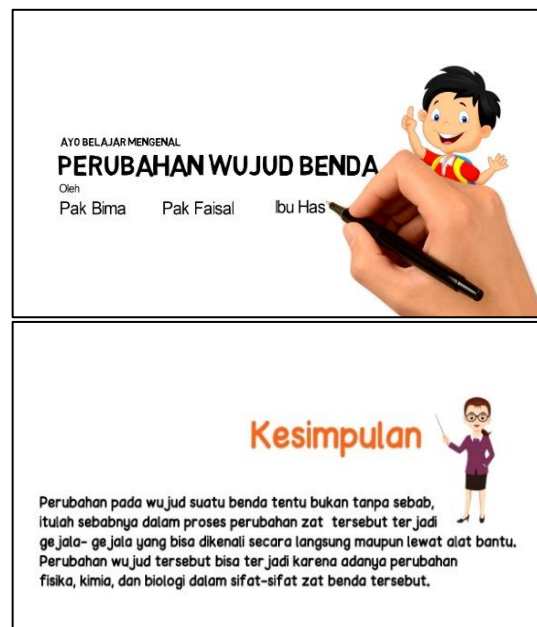 AYO BELAJAR MENGENAL
PERUBAHAN WUJUD BENDA
Oleh
Pak Bima Pak Faisal Ibu Has
Kesimpulan
Perubahan pada wujud suatu benda tentu bukan tanpa sebab,
itulah sebabnya dalam proses perubahan zat tersebut terjadi
gejala- gejala yang bisa dikenali secara langsung maupun lewat alat bantu.
Perubahan wujud tersebut bisa terjadi karena adanya perubahan
fisika, kimia, dan biologi dalam sifat-sifat zat benda tersebut.